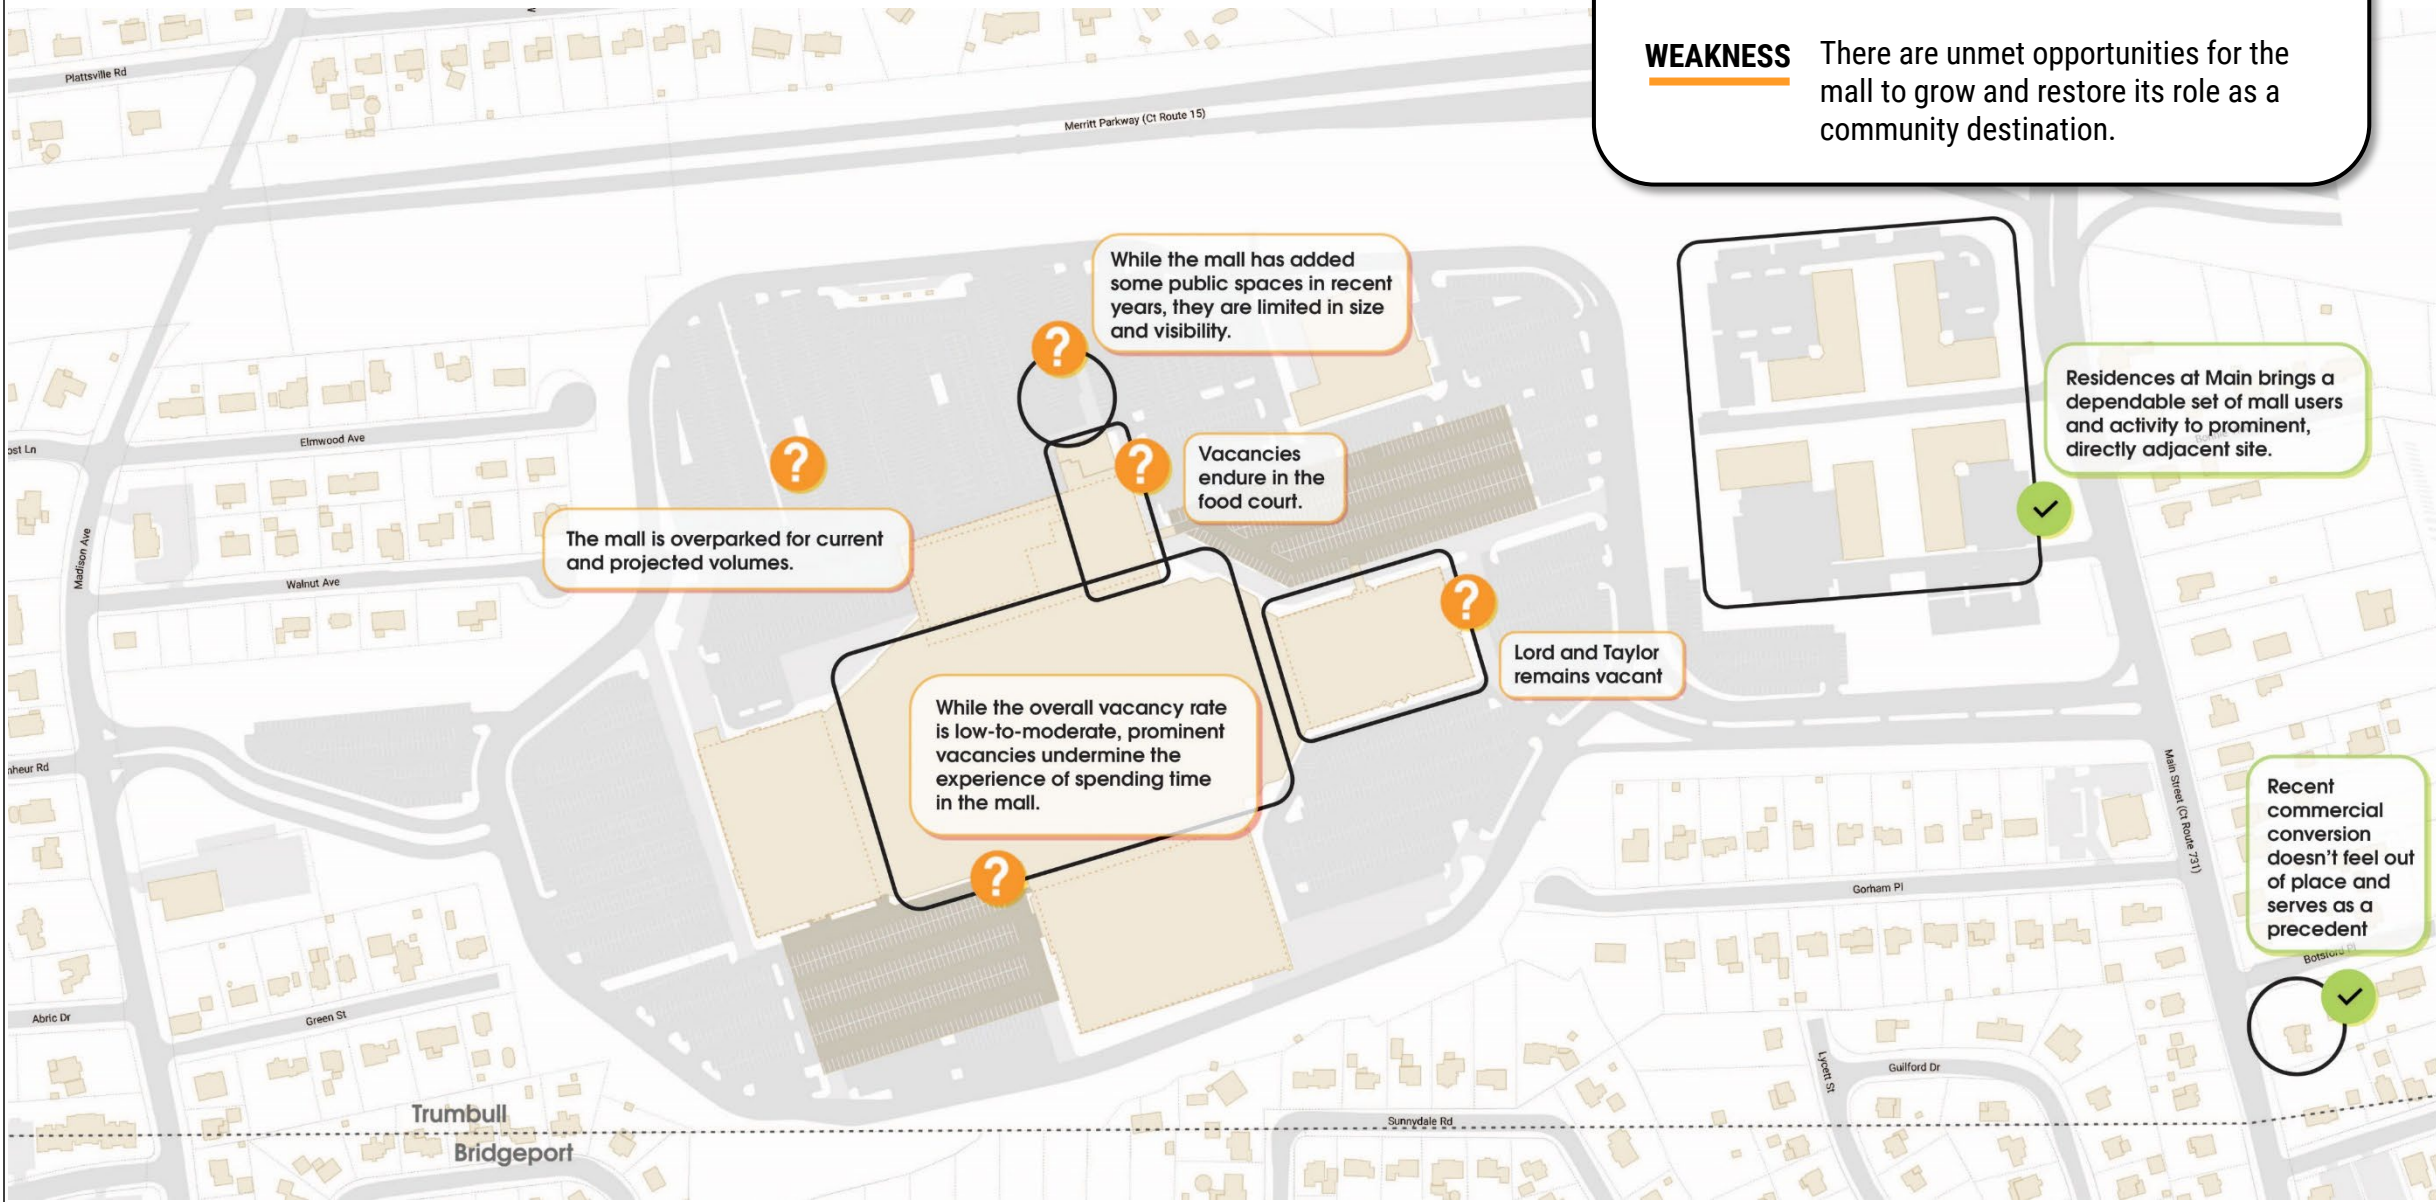 WEAKNESS
There are unmet opportunities for the
mall to grow and restore its role as a
community destination.
Plattsville Rd
Merritt Parkway (Ct Route 15)
While the mall has added
some public spaces in recent
years, they are limited in size
and visibility.
?
Residences at Main brings a
dependable set of mall users
and activity to prominent,
directly adjacent site.
Elmwood Ave
ost Ln
?
?
Vacancies
endure in the
food court.
The mall is overparked for current
and projected volumes.
Madison Ave
Walnut Ave
?
Lord and Taylor
remains vacant
While the overall vacancy rate
is low-to-moderate, prominent
vacancies undermine the
experience of spending time
in the mall.
?
nheur Rd
Main Street (Ct Route 731)
Recent
commercial
conversion
doesn't feel out
of place and
serves as a
precedent
Gorham Pl
Botsford Pl
Abric Dr
Green St
Lycett St
Guilford Dr
Trumbull
Bridgeport
Sunnydale Rd